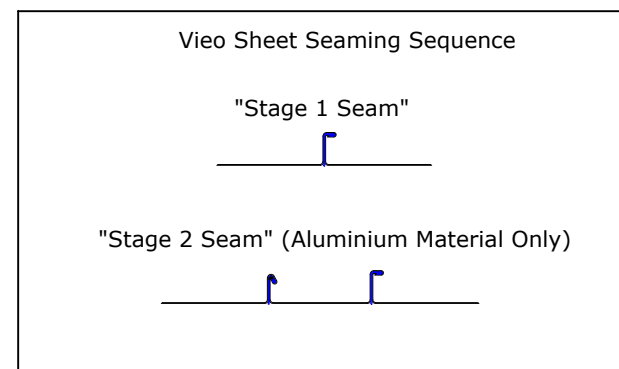 Vieo Sheet Seaming Sequence
"Stage 1 Seam"
"Stage 2 Seam" (Aluminium Material Only)